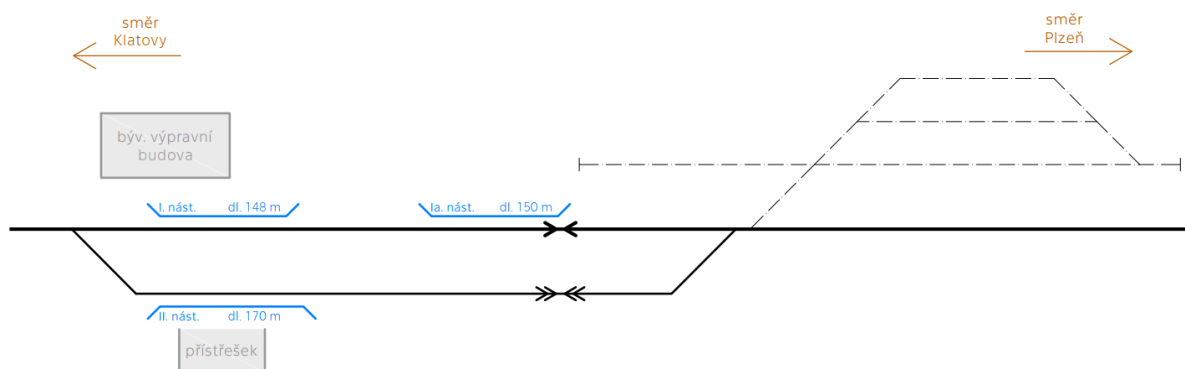 směr
Klatovy
směr
Plzeň
býv. výpravní
budova
I. nást. dl. 148 m
Ia. nást. dl. 150 m
II. nást. dl. 170 m
přístřešek